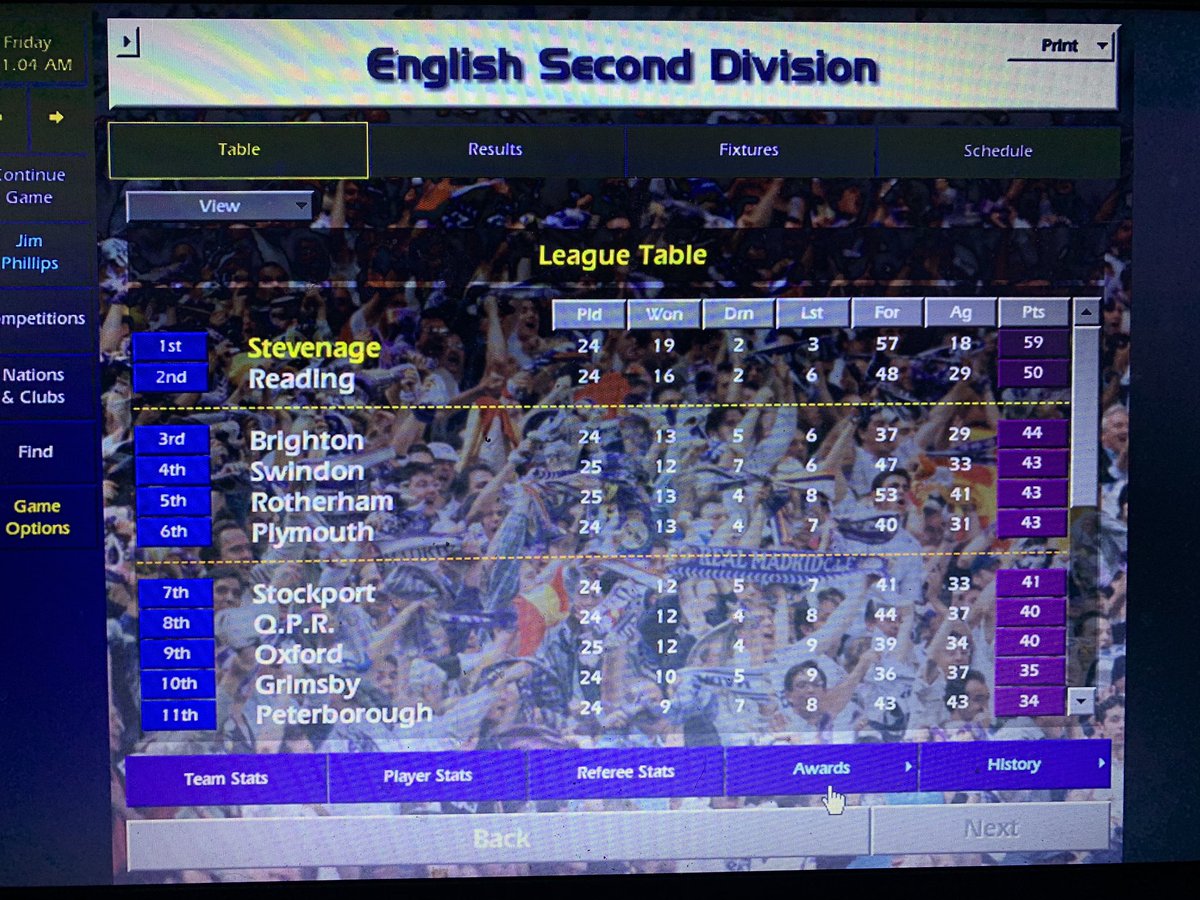 Friday
1.04 AM
Continue
Game
Jim
Phillips
mpetitions
Nations
& Clubs
Find
Game
Options
English Second Division
Print
Table Results Fixtures Schedule
View
League Table
Pld Won Drn Lst For Ag Pts
1st Stevenage 24 19 2 3 57 18 59
2nd Reading 24 16 2 6 48 29 50
3rd Brighton 24 13 5 6 37 29 44
4th Swindon 25 12 7 6 47 33 43
5th Rotherham 25 13 4 8 53 41 43
6th Plymouth 24 13 4 7 40 31 43
REAL MADRID
7th Stockport 24 12 5 7 41 33 41
8th Q.P.R. 24 12 4 8 44 37 40
9th Oxford 25 12 4 9 39 34 40
10th Grimsby 24 10 5 9 36 37 35
11th Peterborough 24 9 7 8 43 43 34
Team Stats Player Stats Referee Stats Awards History
Back Next